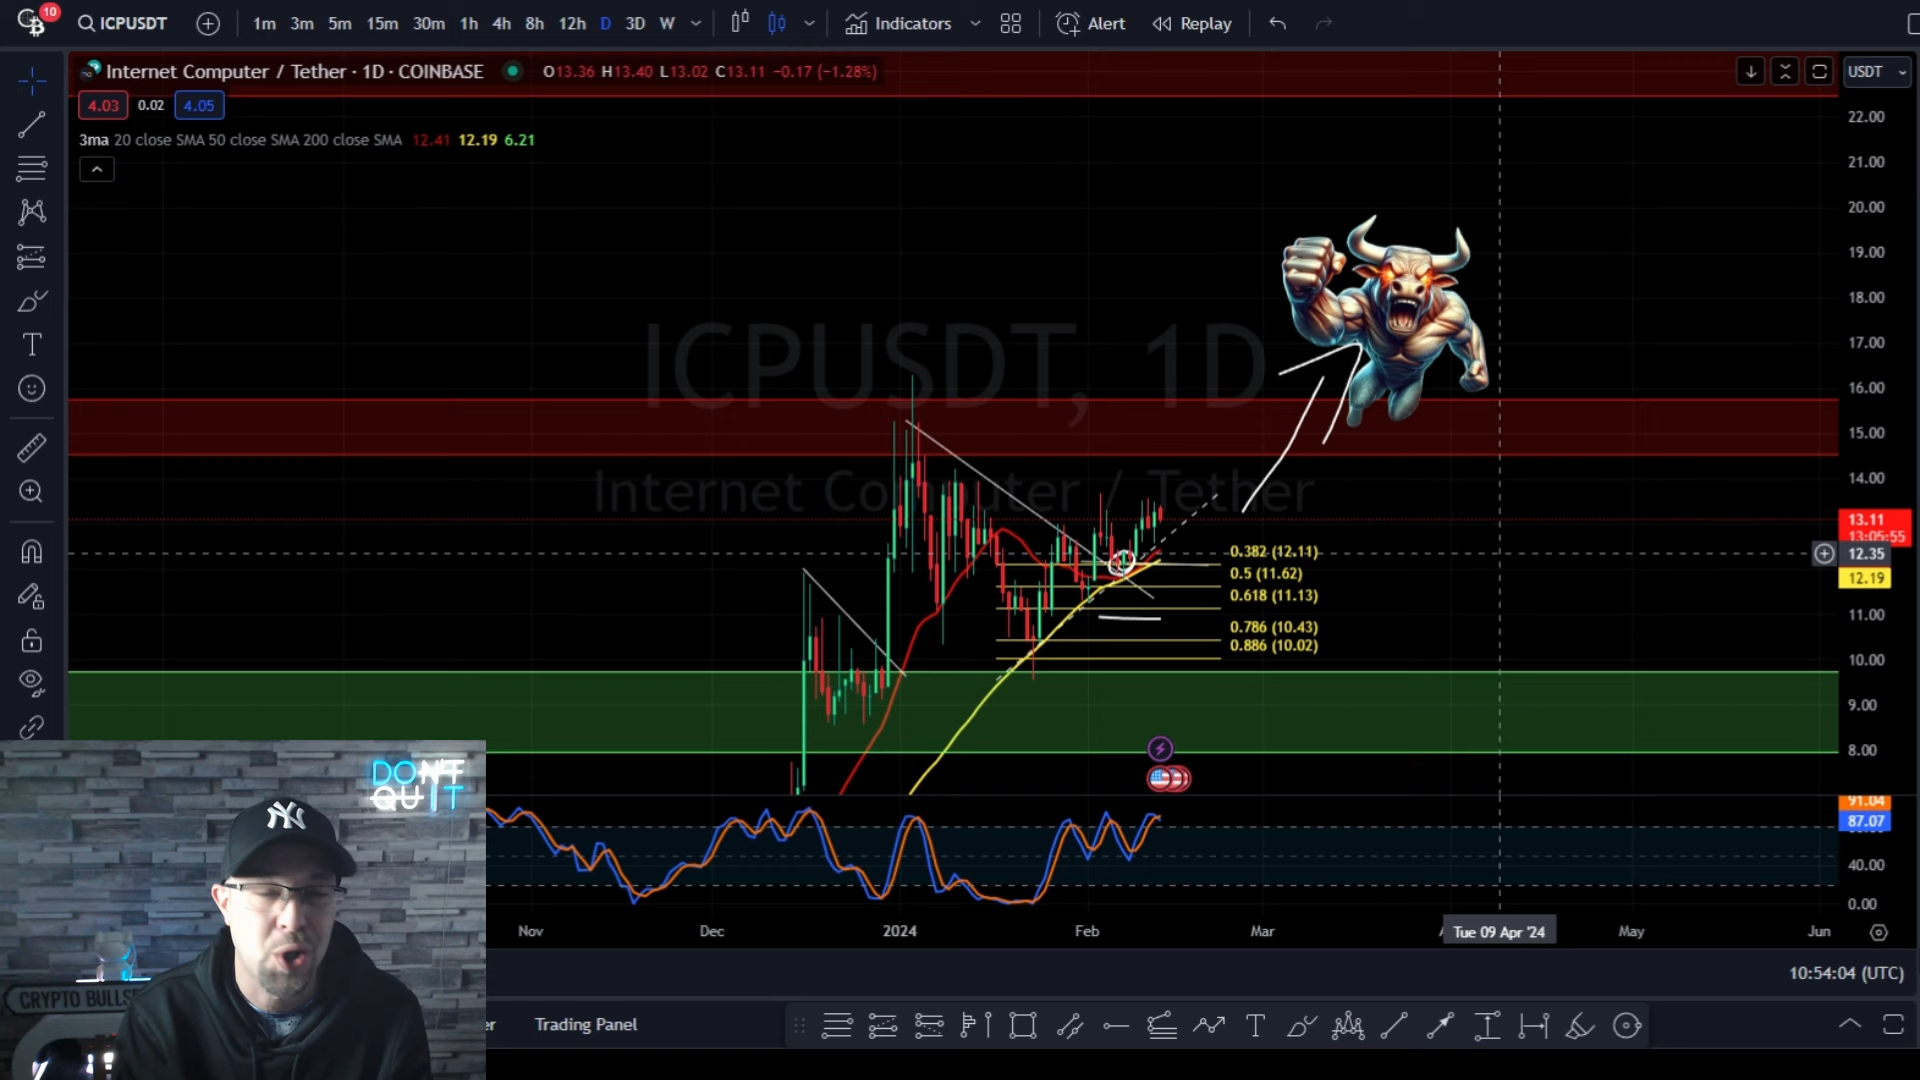 10
ICPUSDT
1m 3m 5m 15m 30m 1h 4h 8h 12h D 3D W
Indicators
Alert
Replay
Internet Computer / Tether · 1D · COINBASE
O13.36 H13.40 L13.02 C13.11 −0.17 (−1.28%)
USDT
4.03 0.02 4.05
3ma 20 close SMA 50 close SMA 200 close SMA 12.41 12.19 6.21
ICPUSDT, 1D
Internet Computer / Tether
22.00
21.00
20.00
19.00
18.00
17.00
16.00
15.00
14.00
13.11
13:05:55
12.35
12.19
11.00
10.00
9.00
8.00
0.382 (12.11)
0.5 (11.62)
0.618 (11.13)
0.786 (10.43)
0.886 (10.02)
91.04
87.07
40.00
0.00
Nov Dec 2024 Feb Mar Tue 09 Apr '24 May Jun
10:54:04 (UTC)
Trading Panel
DON'T
QUIT
NY
CRYPTO BULLS